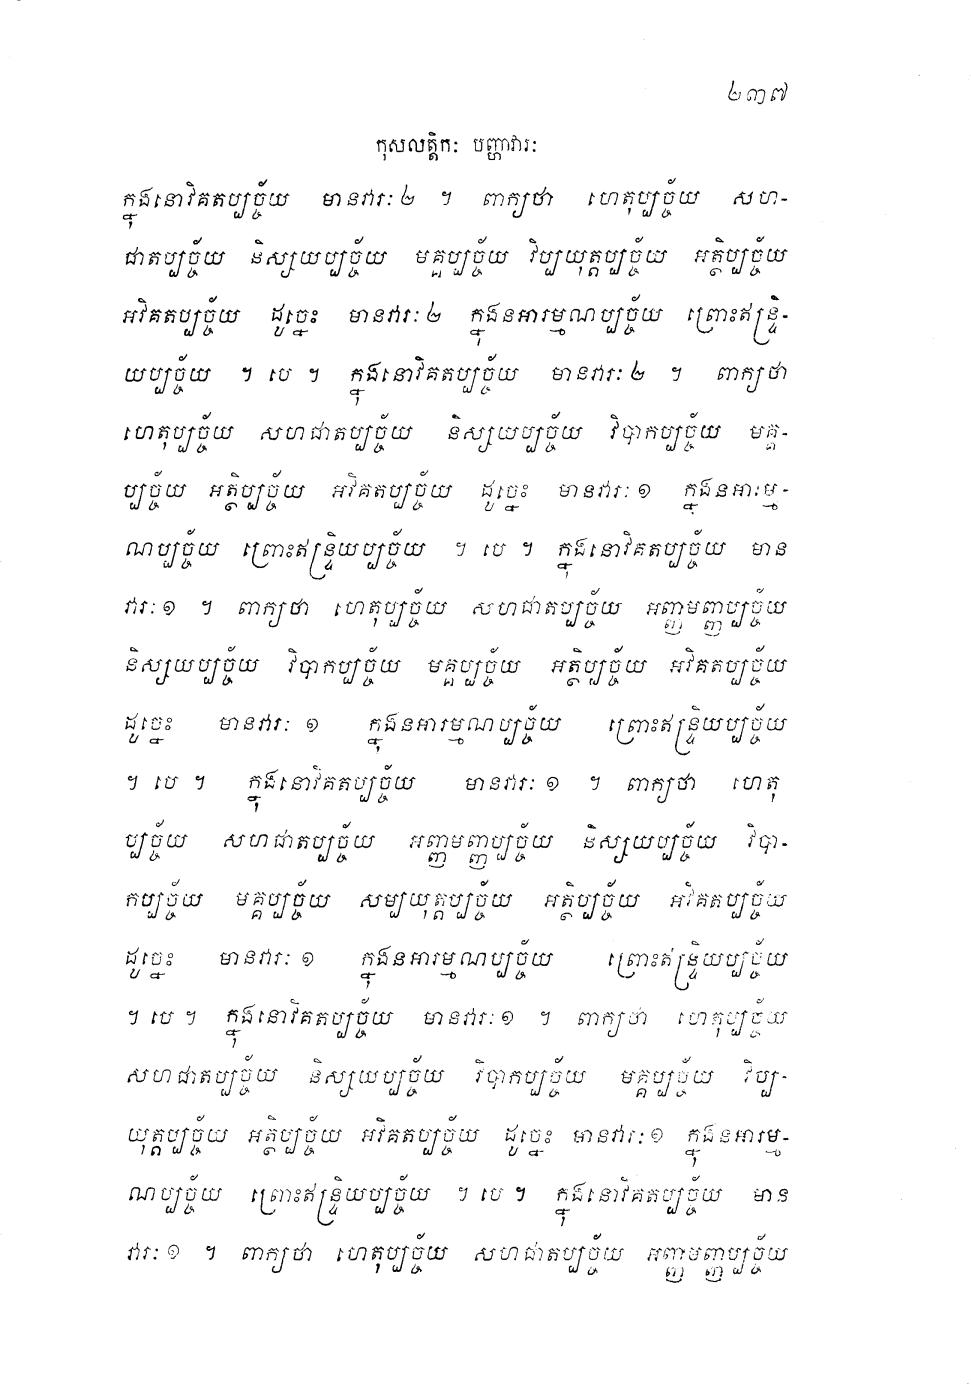 ២៣៧
កុសលត្តិកៈ បញ្ហាវារៈ
ក្នុងនោវិគតប្បច្ច័យ មានវារៈ ២ ។ ពាក្យថា ហេតុប្បច្ច័យ សហ-
ជាតប្បច្ច័យ និស្សយប្បច្ច័យ មគ្គប្បច្ច័យ វិប្បយុត្តប្បច្ច័យ អត្ថិប្បច្ច័យ
អវិគតប្បច្ច័យ ដូច្នេះ មានវារៈ ២ ក្នុងនអារម្មណប្បច្ច័យ ព្រោះឥន្ទ្រិ-
យប្បច្ច័យ ។ បេ ។ ក្នុងនោវិគតប្បច្ច័យ មានវារៈ ២ ។ ពាក្យថា
ហេតុប្បច្ច័យ សហជាតប្បច្ច័យ និស្សយប្បច្ច័យ វិបាកប្បច្ច័យ មគ្គ-
ប្បច្ច័យ អត្ថិប្បច្ច័យ អវិគតប្បច្ច័យ ដូច្នេះ មានវារៈ ១ ក្នុងនអារម្ម-
ណប្បច្ច័យ ព្រោះឥន្ទ្រិយប្បច្ច័យ ។ បេ ។ ក្នុងនោវិគតប្បច្ច័យ មាន
វារៈ ១ ។ ពាក្យថា ហេតុប្បច្ច័យ សហជាតប្បច្ច័យ អញ្ញមញ្ញប្បច្ច័យ
និស្សយប្បច្ច័យ វិបាកប្បច្ច័យ មគ្គប្បច្ច័យ អត្ថិប្បច្ច័យ អវិគតប្បច្ច័យ
ដូច្នេះ មានវារៈ ១ ក្នុងនអារម្មណប្បច្ច័យ ព្រោះឥន្ទ្រិយប្បច្ច័យ
។ បេ ។ ក្នុងនោវិគតប្បច្ច័យ មានវារៈ ១ ។ ពាក្យថា ហេតុ
ប្បច្ច័យ សហជាតប្បច្ច័យ អញ្ញមញ្ញប្បច្ច័យ និស្សយប្បច្ច័យ វិបា-
កប្បច្ច័យ មគ្គប្បច្ច័យ សម្បយុត្តប្បច្ច័យ អត្ថិប្បច្ច័យ អវិគតប្បច្ច័យ
ដូច្នេះ មានវារៈ ១ ក្នុងនអារម្មណប្បច្ច័យ ព្រោះឥន្ទ្រិយប្បច្ច័យ
។ បេ ។ ក្នុងនោវិគតប្បច្ច័យ មានវារៈ ១ ។ ពាក្យថា ហេតុប្បច្ច័យ
សហជាតប្បច្ច័យ និស្សយប្បច្ច័យ វិបាកប្បច្ច័យ មគ្គប្បច្ច័យ វិប្ប-
យុត្តប្បច្ច័យ អត្ថិប្បច្ច័យ អវិគតប្បច្ច័យ ដូច្នេះ មានវារៈ ១ ក្នុងនអារម្ម-
ណប្បច្ច័យ ព្រោះឥន្ទ្រិយប្បច្ច័យ ។ បេ ។ ក្នុងនោវិគតប្បច្ច័យ មាន
វារៈ ១ ។ ពាក្យថា ហេតុប្បច្ច័យ សហជាតប្បច្ច័យ អញ្ញមញ្ញប្បច្ច័យ